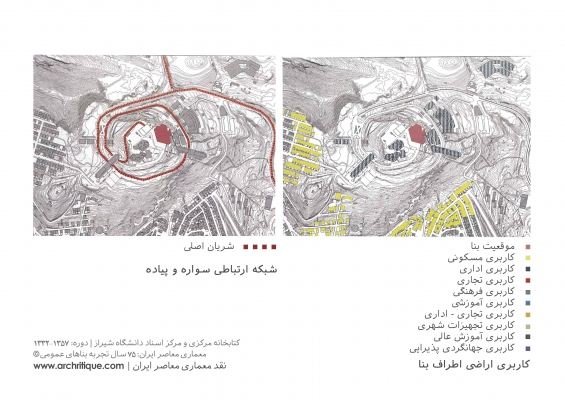 شریان اصلی
شبکه ارتباطی سواره و پیاده
موقعیت بنا
کاربری مسکونی
کاربری اداری
کاربری تجاری
کاربری فرهنگی
کاربری آموزشی
کاربری تجاری - اداری
کاربری تجهیزات شهری
کاربری آموزش عالی
کاربری جهانگردی پذیرایی
کاربری اراضی اطراف بنا
کتابخانه مرکزی و مرکز اسناد دانشگاه شیراز | دوره: ۱۳۵۷-۱۳۳۲
معماری معاصر ایران: ۷۵ سال تجربه بناهای عمومی©
نقد معماری معاصر ایران | www.archritique.com